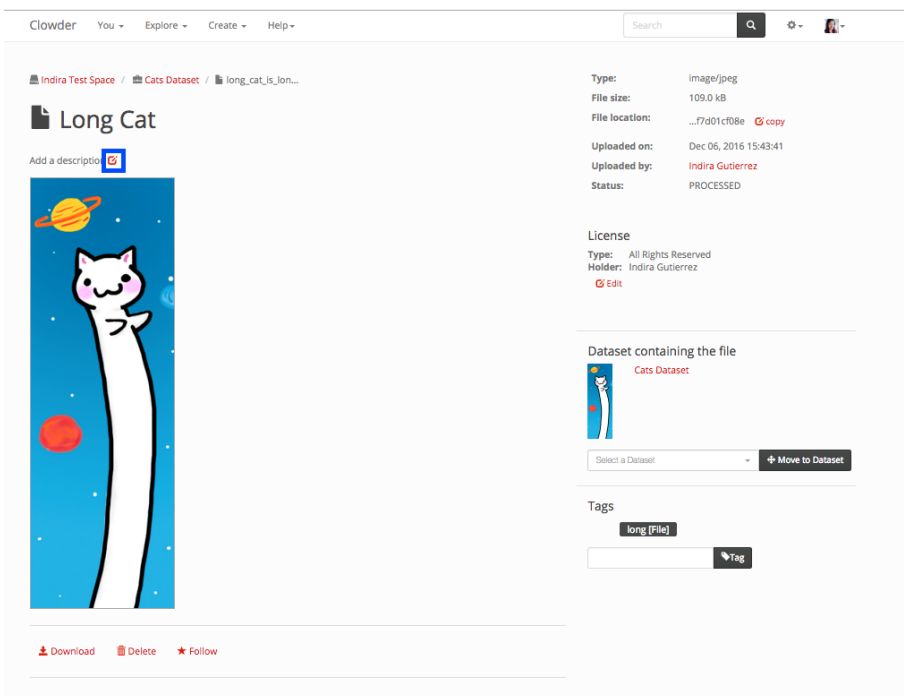 Clowder You Explore Create Help Search
Indira Test Space / Cats Dataset / long_cat_is_lon...
Long Cat
Add a description
Download Delete Follow
Type: image/jpeg
File size: 109.0 kB
File location: ...f7d01cf08e copy
Uploaded on: Dec 06, 2016 15:43:41
Uploaded by: Indira Gutierrez
Status: PROCESSED
License
Type: All Rights Reserved
Holder: Indira Gutierrez
Edit
Dataset containing the file
Cats Dataset
Select a Dataset Move to Dataset
Tags
long [File]
Tag